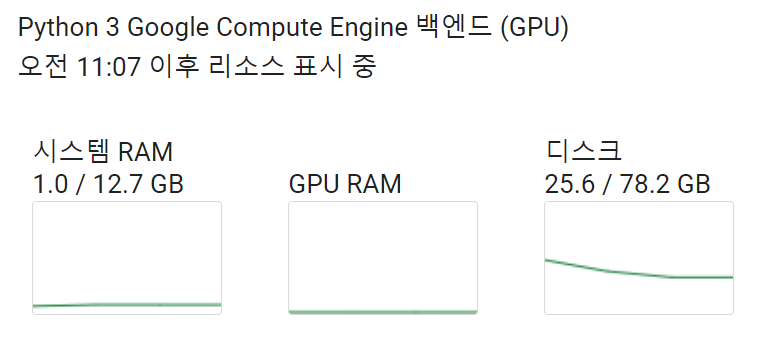 Python 3 Google Compute Engine 백엔드 (GPU)
오전 11:07 이후 리소스 표시 중
시스템 RAM
1.0 / 12.7 GB
GPU RAM
디스크
25.6 / 78.2 GB